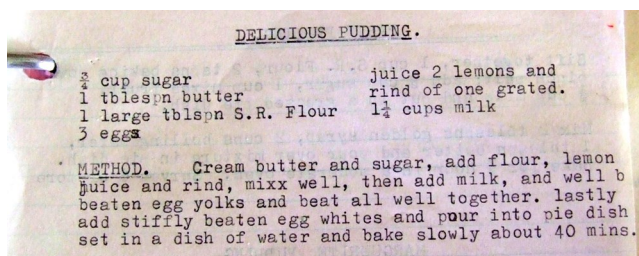 DELICIOUS PUDDING.
¾ cup sugar juice 2 lemons and
1 tblespn butter rind of one grated.
1 large tblspn S.R. Flour 1¼ cups milk
3 eggs
METHOD. Cream butter and sugar, add flour, lemon
juice and rind, mixx well, then add milk, and well b
beaten egg yolks and beat all well together. lastly
add stiffly beaten egg whites and pour into pie dish
set in a dish of water and bake slowly about 40 mins.